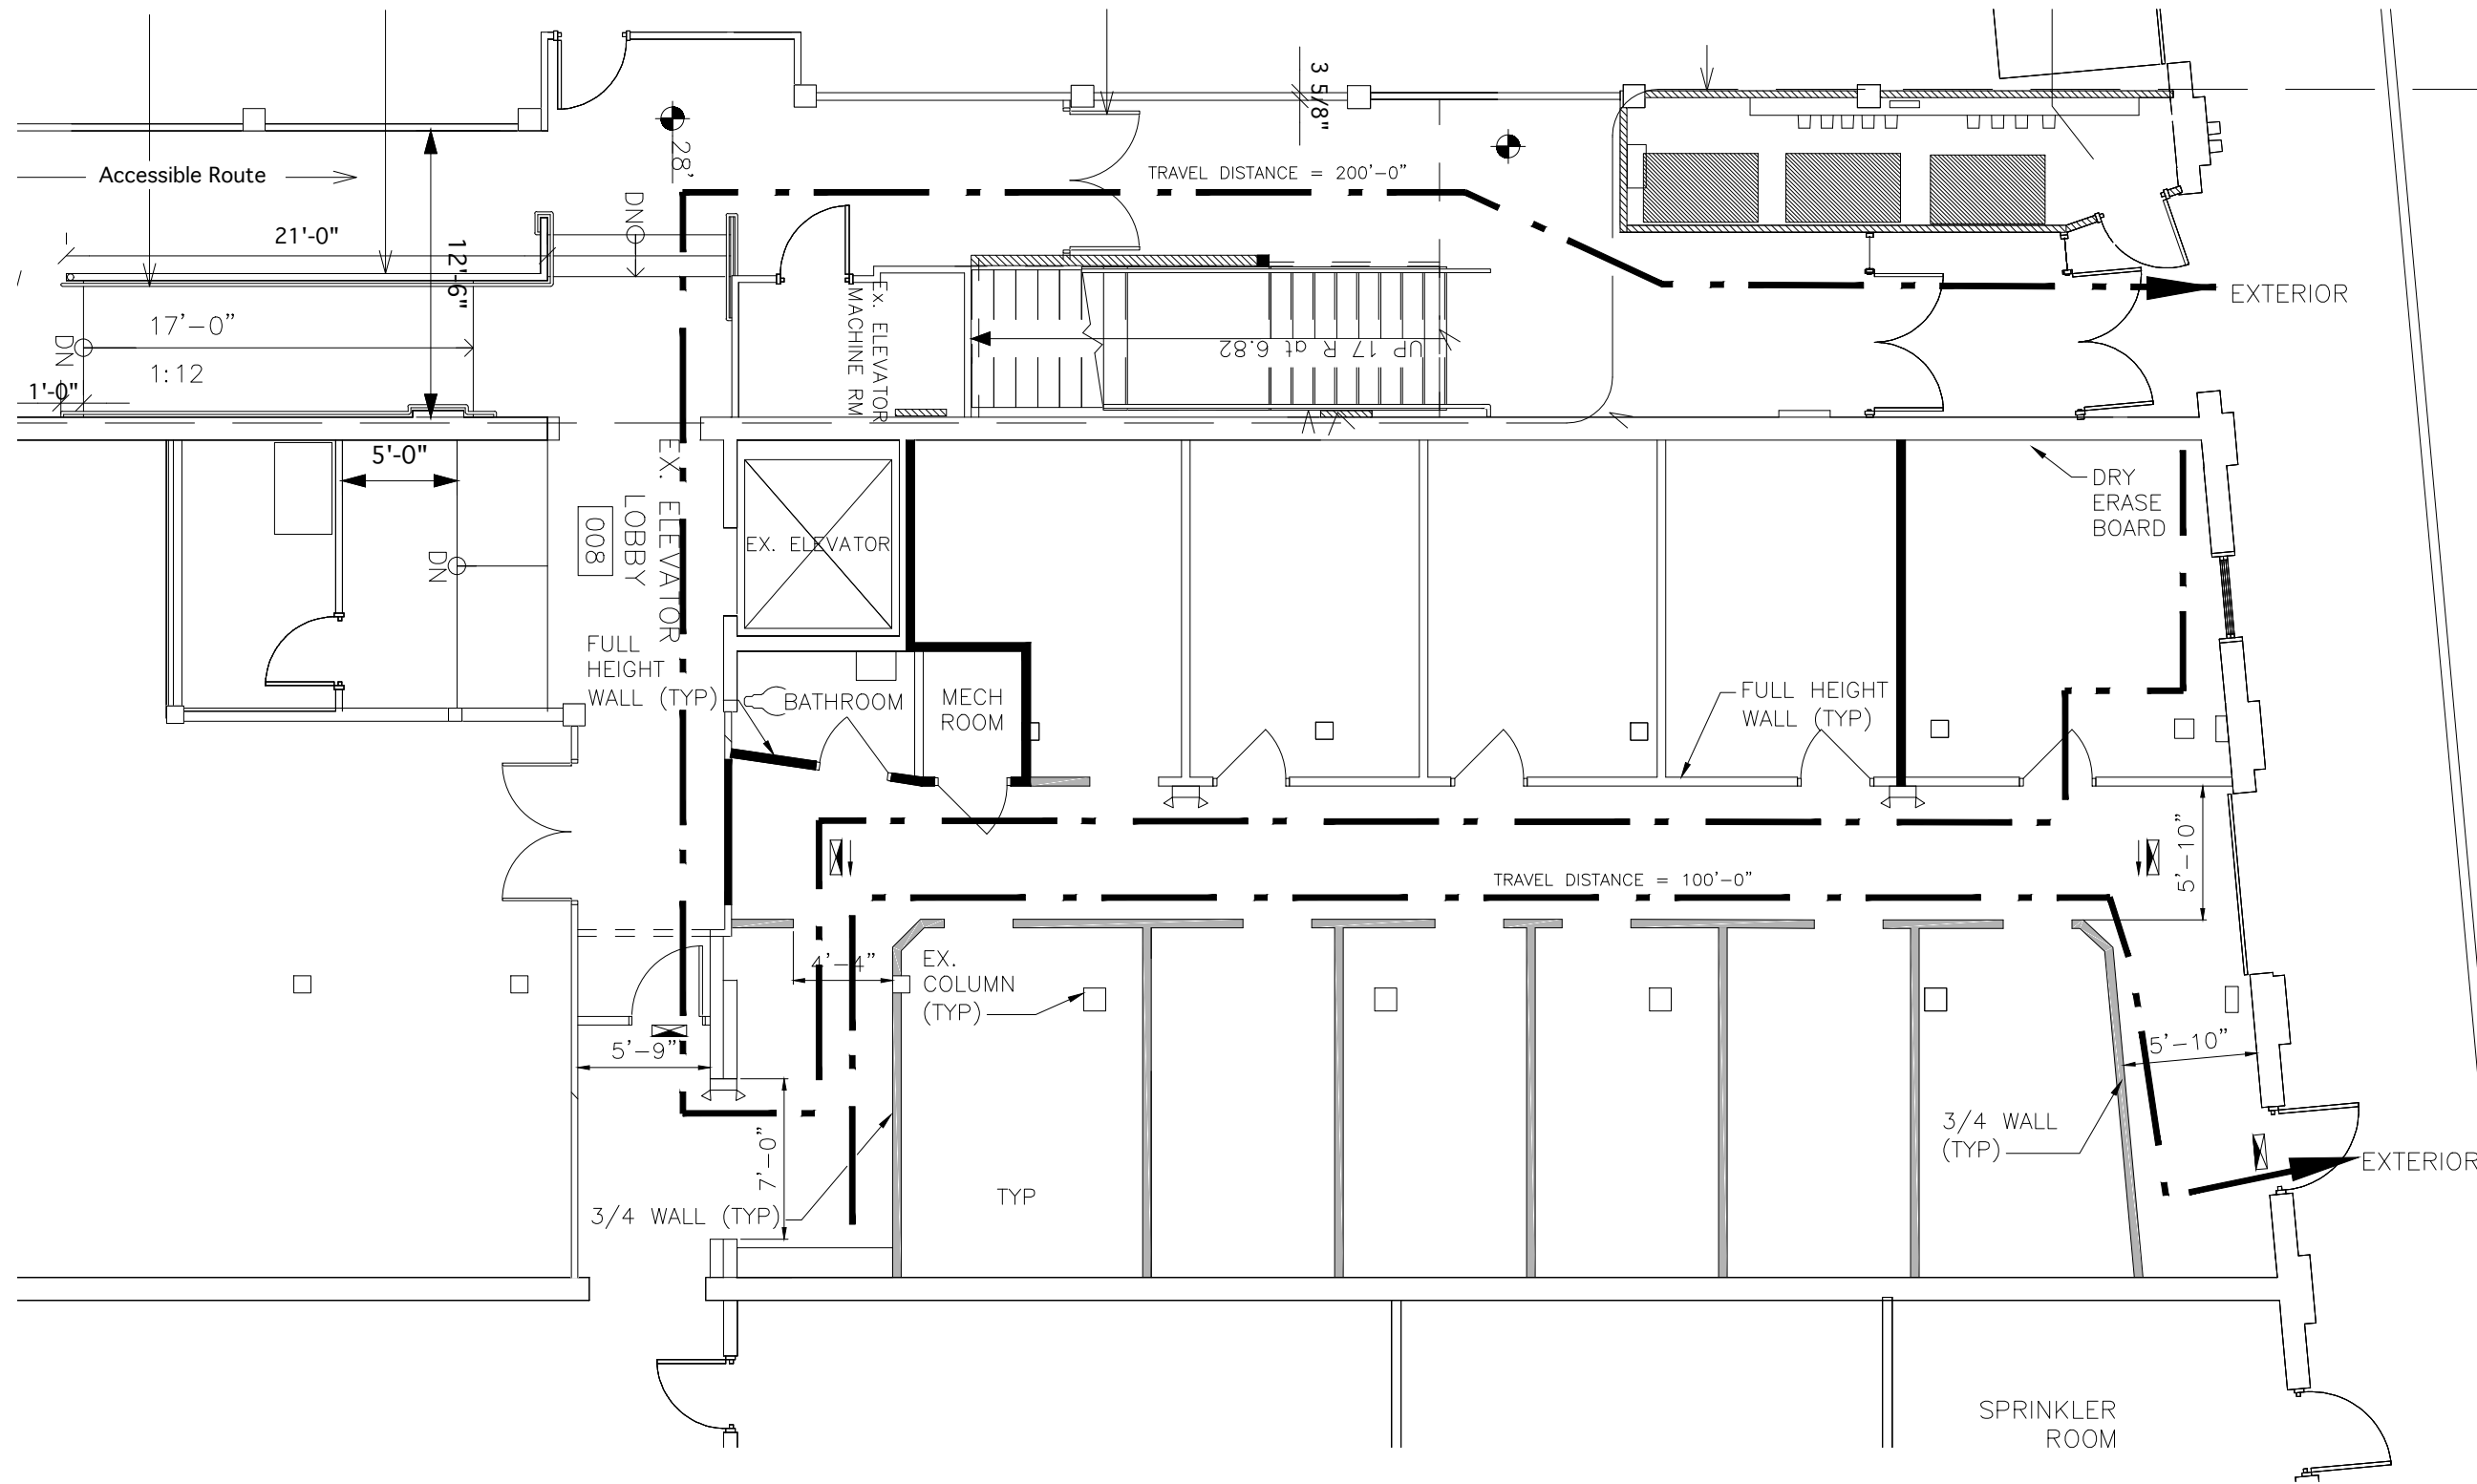 3 5/8"
28'
TRAVEL DISTANCE = 200'-0"
Accessible Route
DN
21'-0"
12'-6"
EXTERIOR
17'-0"
1:12
DN
1'-0"
EX. ELEVATOR
MACHINE RM
UP 17 R at 6.82
5'-0"
DN
EX. ELEVATOR
LOBBY
008
EX. ELEVATOR
DRY
ERASE
BOARD
FULL
HEIGHT
WALL (TYP)
BATHROOM
MECH
ROOM
FULL HEIGHT
WALL (TYP)
5'-10"
TRAVEL DISTANCE = 100'-0"
4'-4"
EX.
COLUMN
(TYP)
5'-9"
5'-10"
7'-0"
3/4 WALL
(TYP)
EXTERIOR
TYP
3/4 WALL (TYP)
SPRINKLER
ROOM